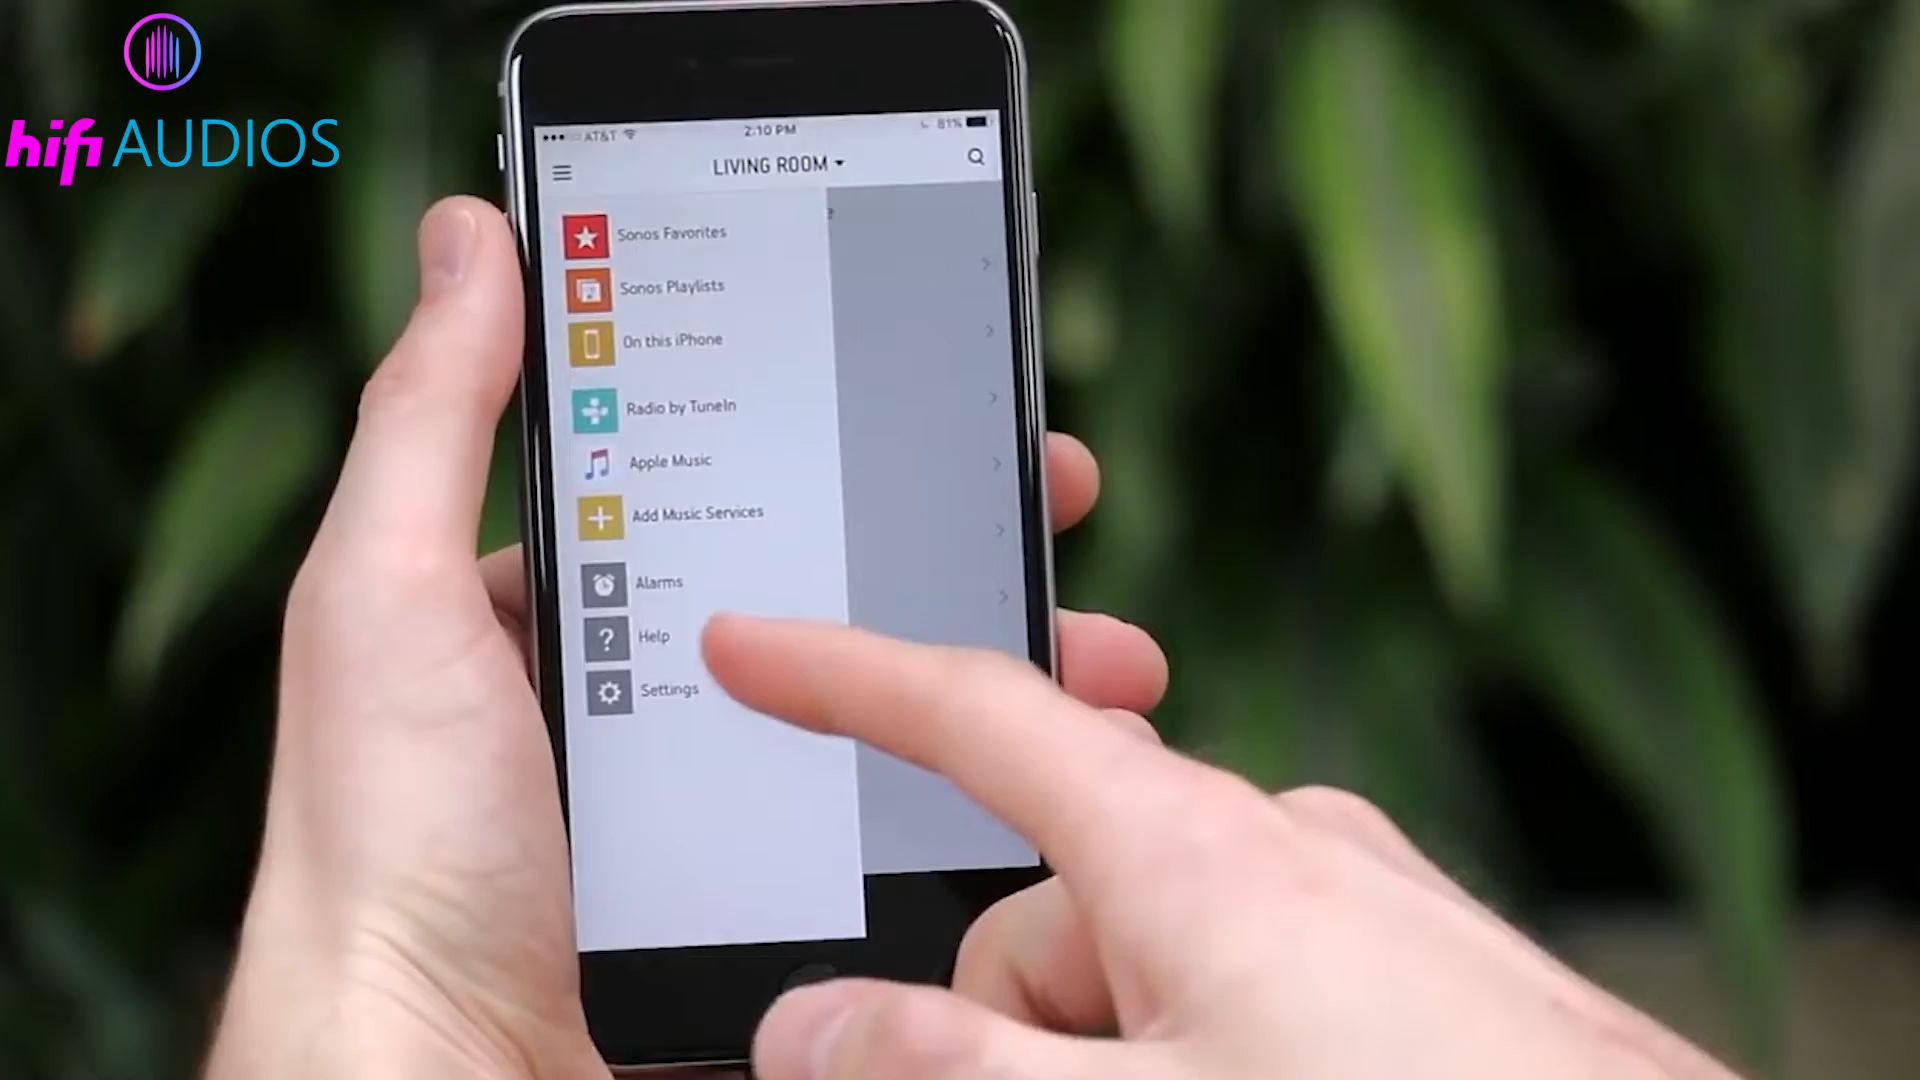 hifi AUDIOS
AT&T 2:10 PM 81%
LIVING ROOM
Sonos Favorites
Sonos Playlists
On this iPhone
Radio by TuneIn
Apple Music
Add Music Services
Alarms
? Help
Settings